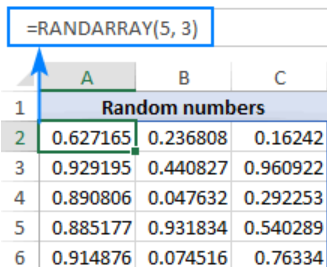 =RANDARRAY(5, 3)
A B C
1 Random numbers
2 0.627165 0.236808 0.16242
3 0.929195 0.440827 0.960922
4 0.890806 0.047632 0.292253
5 0.885177 0.931834 0.540289
6 0.914876 0.074516 0.76334